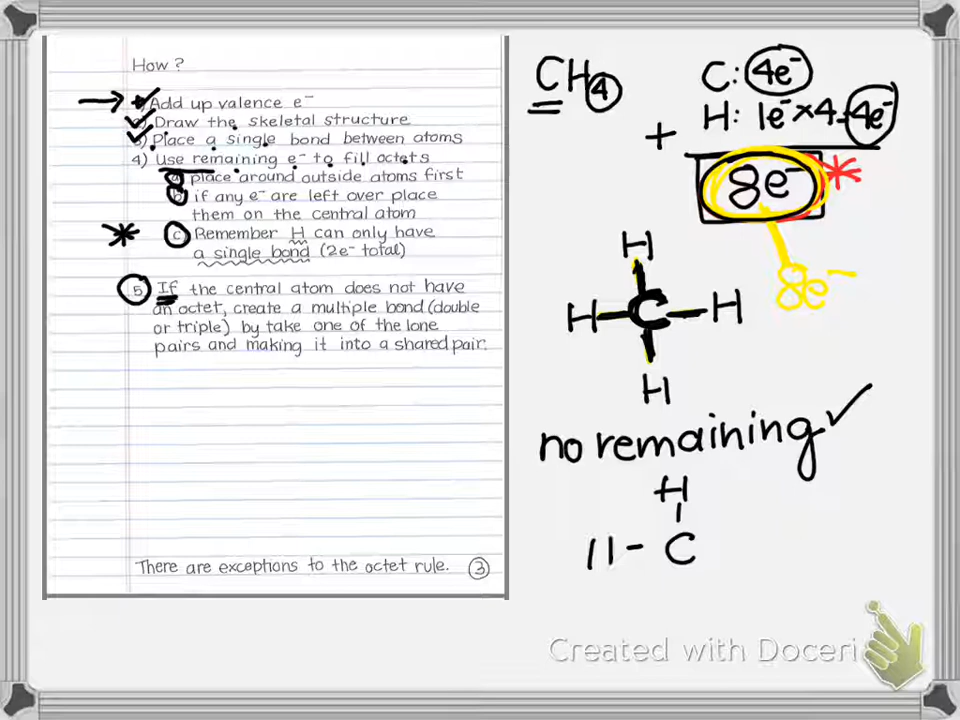 How?
1) Add up valence e⁻
2) Draw the skeletal structure
3) Place a single bond between atoms
4) Use remaining e⁻ to fill octets
a. place around outside atoms first
b. if any e⁻ are left over place
them on the central atom
* c. Remember H can only have
a single bond (2e⁻ total)
5. If the central atom does not have
an octet, create a multiple bond (double
or triple) by take one of the lone
pairs and making it into a shared pair.
There are exceptions to the octet rule. 3
CH4
C: 4e⁻
H: 1e⁻ × 4 = 4e⁻
+
8e⁻ *
8e⁻
H
H – C – H
H
no remaining ✓
H
C
Created with Doceri